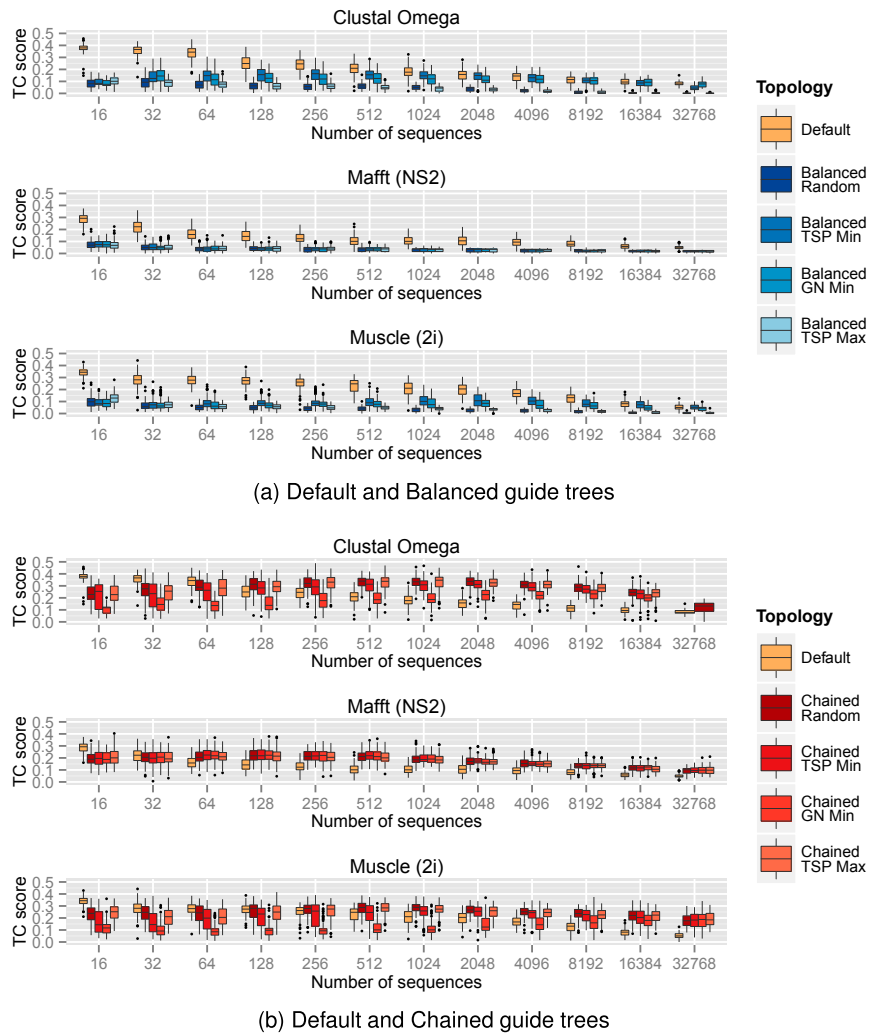 Clustal Omega
TC score
0.5
0.4
0.3
0.2
0.1
0.0
16 32 64 128 256 512 1024 2048 4096 8192 16384 32768
Number of sequences
Mafft (NS2)
TC score
0.5
0.4
0.3
0.2
0.1
0.0
16 32 64 128 256 512 1024 2048 4096 8192 16384 32768
Number of sequences
Muscle (2i)
TC score
0.5
0.4
0.3
0.2
0.1
0.0
16 32 64 128 256 512 1024 2048 4096 8192 16384 32768
Number of sequences
Topology
Default
Balanced
Random
Balanced
TSP Min
Balanced
GN Min
Balanced
TSP Max
(a) Default and Balanced guide trees
Clustal Omega
TC score
0.5
0.4
0.3
0.2
0.1
0.0
16 32 64 128 256 512 1024 2048 4096 8192 16384 32768
Number of sequences
Mafft (NS2)
TC score
0.5
0.4
0.3
0.2
0.1
0.0
16 32 64 128 256 512 1024 2048 4096 8192 16384 32768
Number of sequences
Muscle (2i)
TC score
0.5
0.4
0.3
0.2
0.1
0.0
16 32 64 128 256 512 1024 2048 4096 8192 16384 32768
Number of sequences
Topology
Default
Chained
Random
Chained
TSP Min
Chained
GN Min
Chained
TSP Max
(b) Default and Chained guide trees